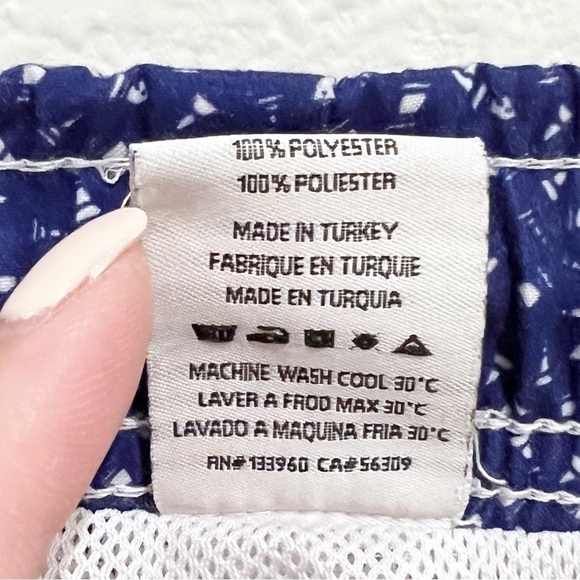 100% POLYESTER
100% POLIESTER
MADE IN TURKEY
FABRIQUE EN TURQUIE
MADE EN TURQUIA
MACHINE WASH COOL 30°C
LAVER A FROD MAX 30°C
LAVADO A MAQUINA FRIA 30°C
RN#133960 CA#56309